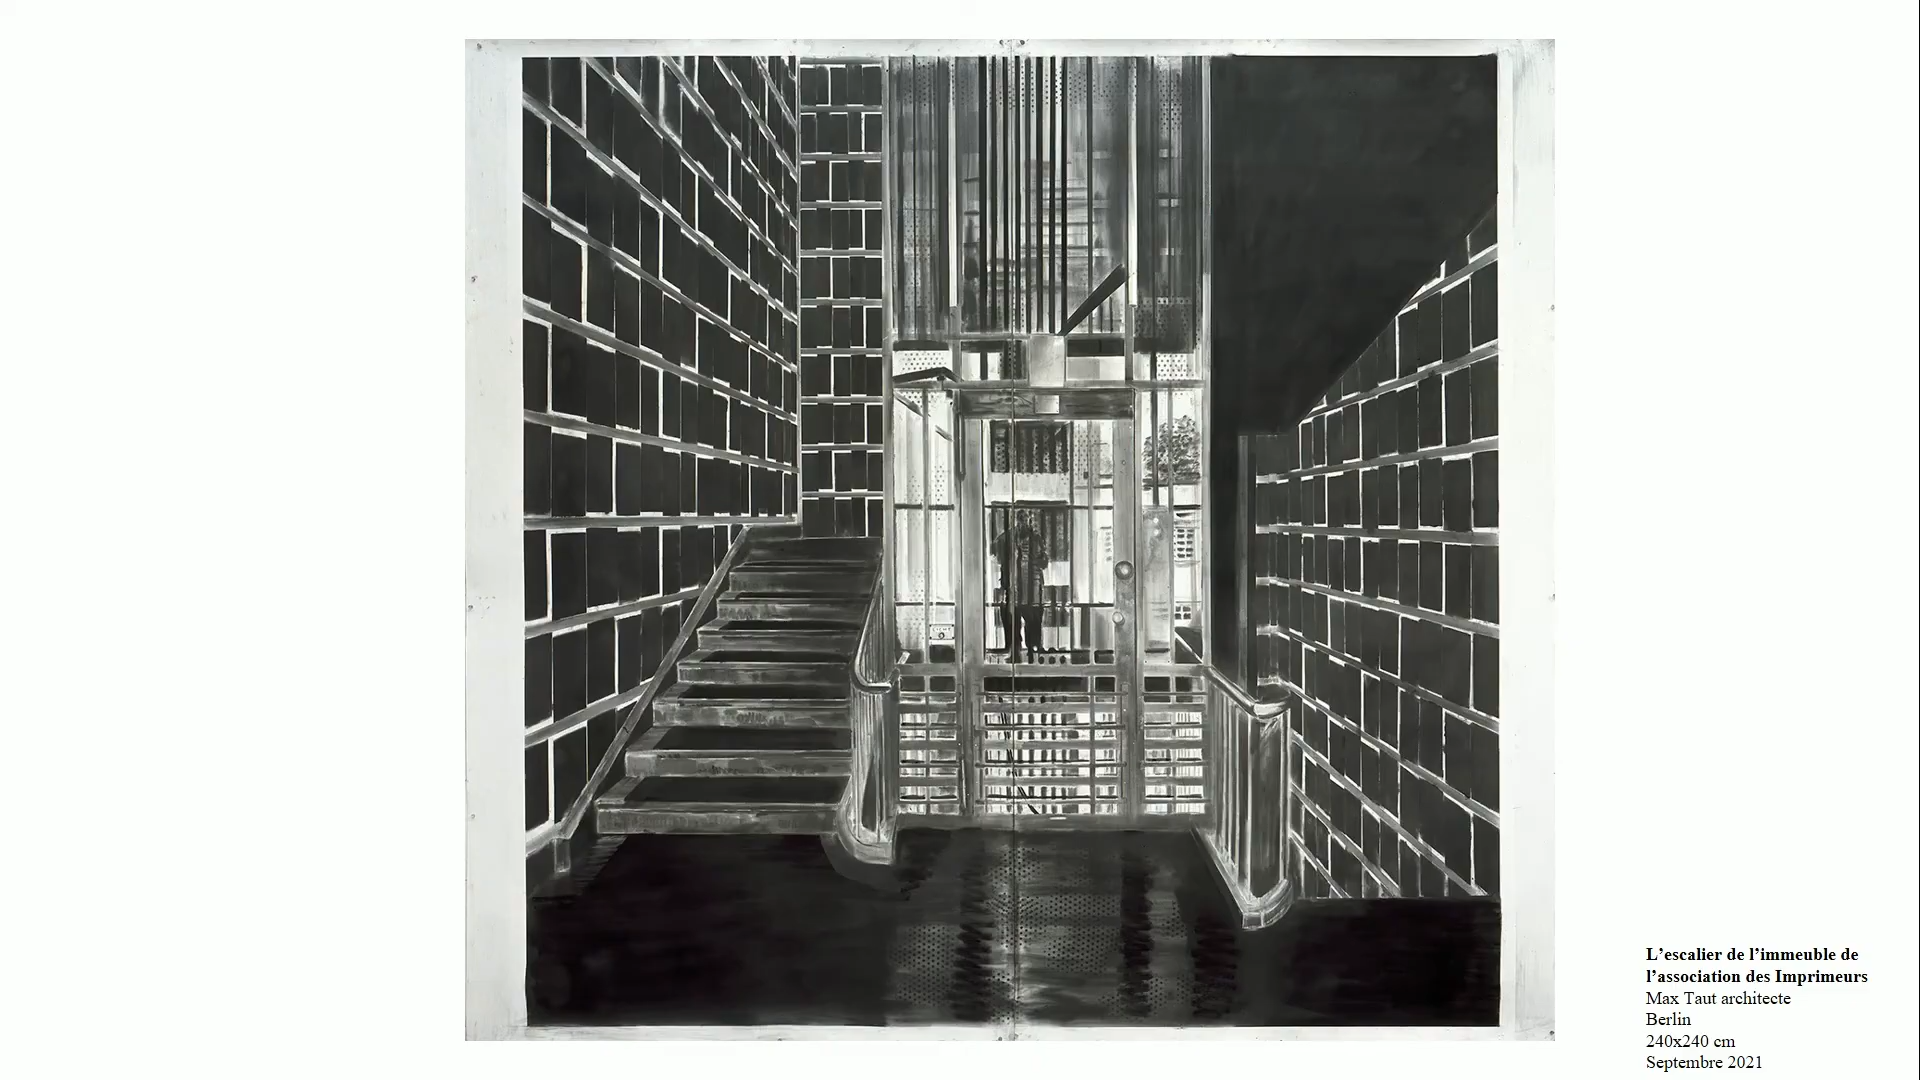 L’escalier de l’immeuble de
l’association des Imprimeurs
Max Taut architecte
Berlin
240x240 cm
Septembre 2021